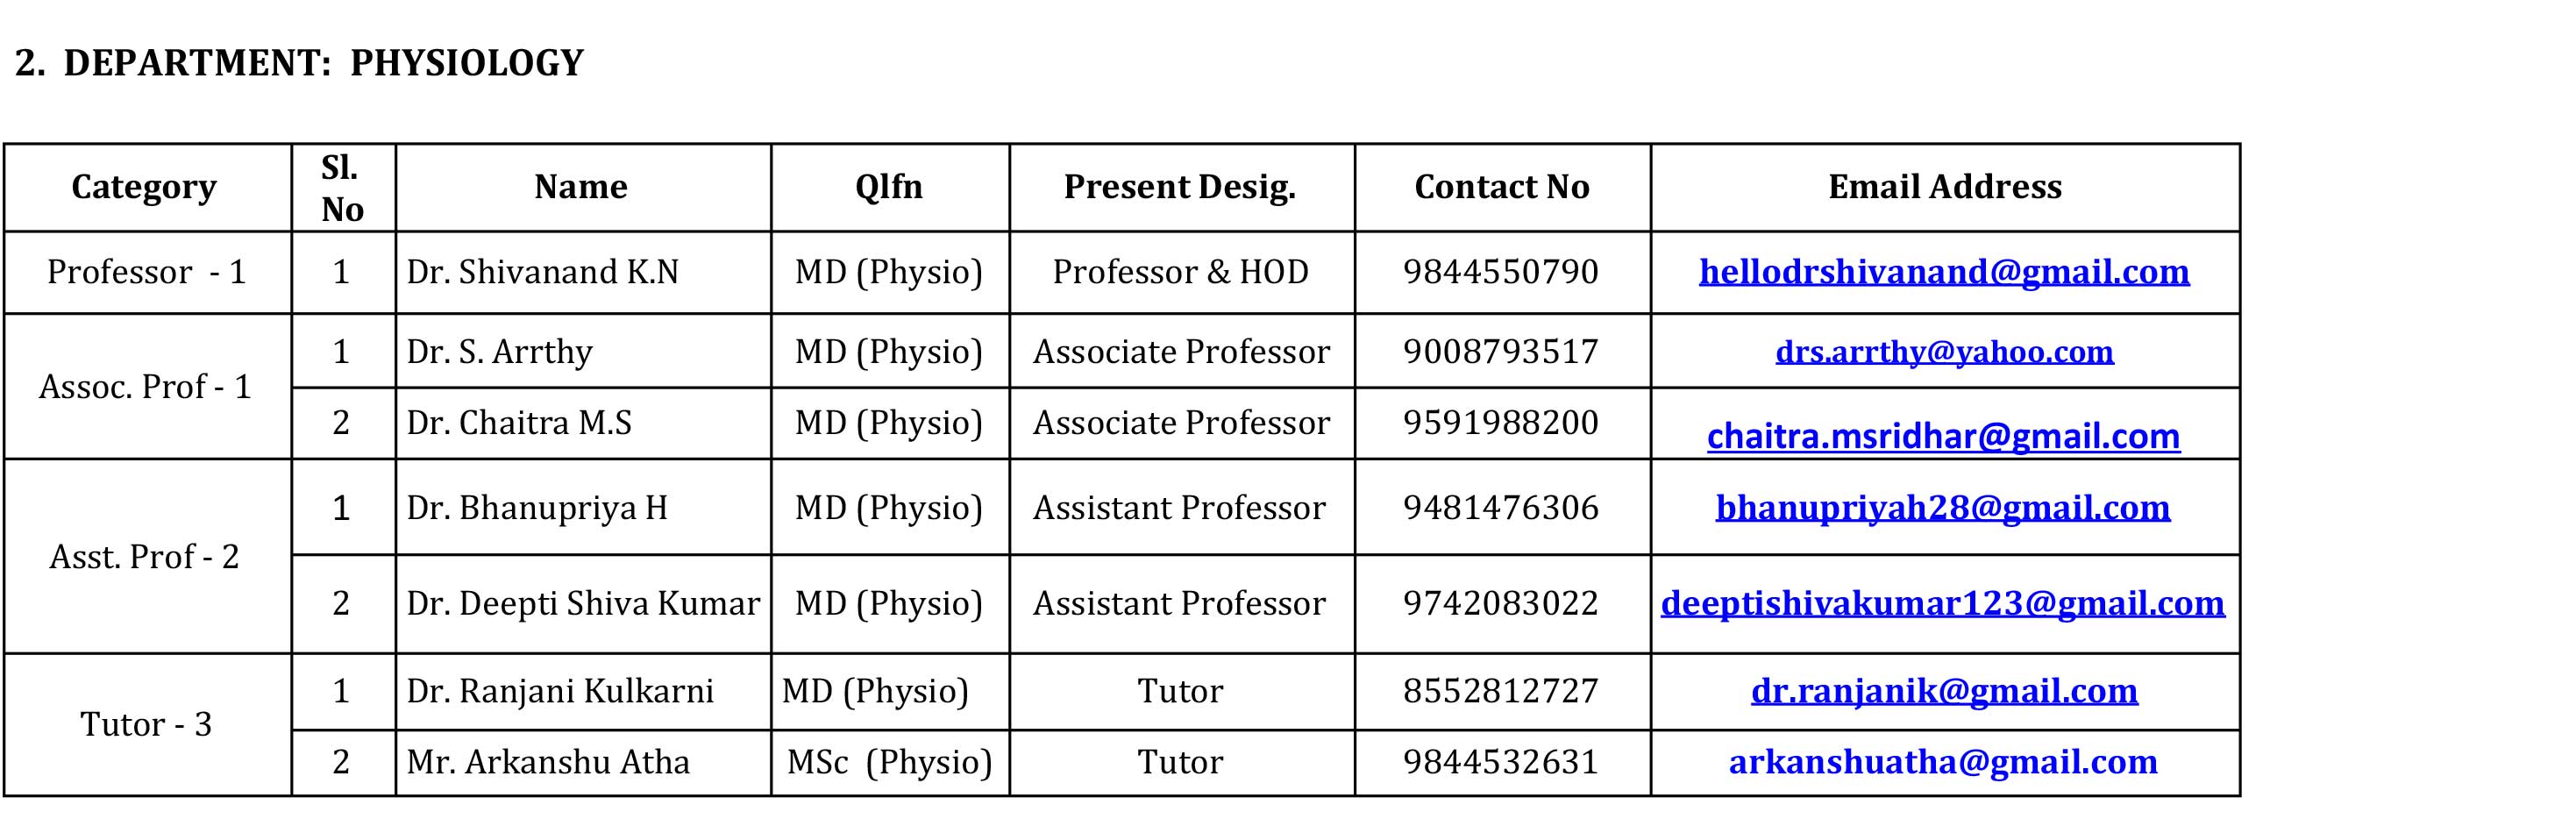 2. DEPARTMENT: PHYSIOLOGY
Category Sl. No Name Qlfn Present Desig. Contact No Email Address
Professor - 1 1 Dr. Shivanand K.N MD (Physio) Professor & HOD 9844550790 hellodrshivanand@gmail.com
Assoc. Prof - 1 1 Dr. S. Arrthy MD (Physio) Associate Professor 9008793517 drs.arrthy@yahoo.com
2 Dr. Chaitra M.S MD (Physio) Associate Professor 9591988200 chaitra.msridhar@gmail.com
Asst. Prof - 2 1 Dr. Bhanupriya H MD (Physio) Assistant Professor 9481476306 bhanupriyah28@gmail.com
2 Dr. Deepti Shiva Kumar MD (Physio) Assistant Professor 9742083022 deeptishivakumar123@gmail.com
Tutor - 3 1 Dr. Ranjani Kulkarni MD (Physio) Tutor 8552812727 dr.ranjanik@gmail.com
2 Mr. Arkanshu Atha MSc (Physio) Tutor 9844532631 arkanshuatha@gmail.com